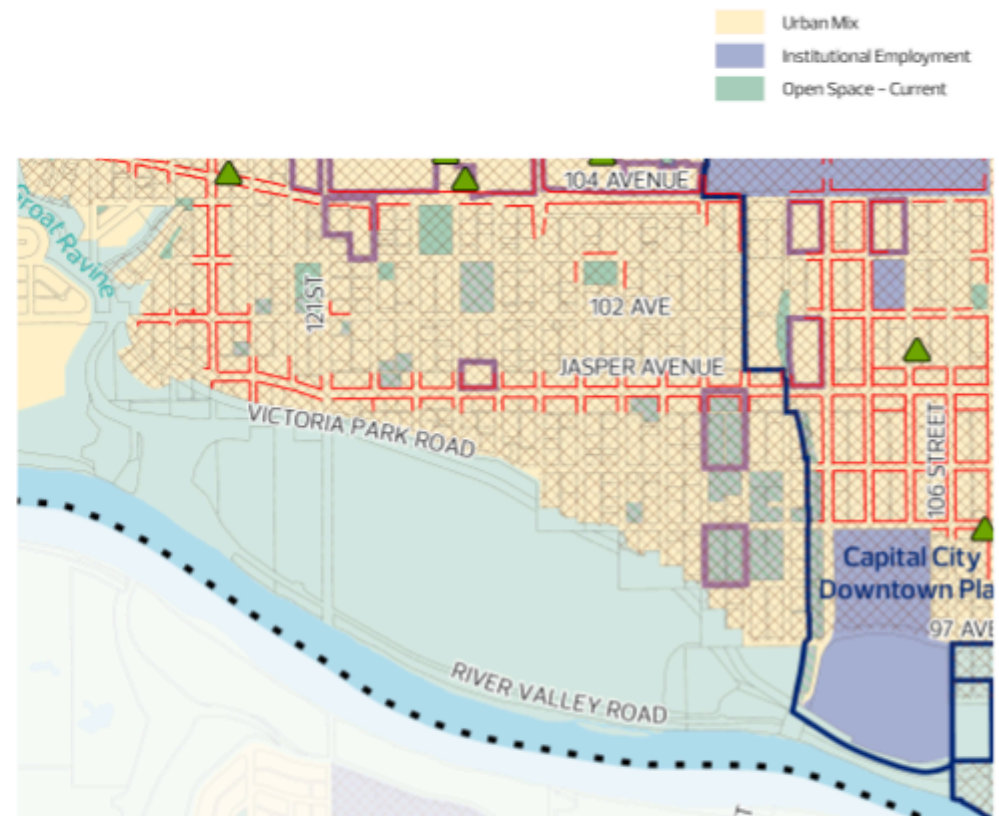 Urban Mix
Institutional Employment
Open Space – Current
104 AVENUE
Groat Ravine
121 ST
102 AVE
JASPER AVENUE
VICTORIA PARK ROAD
106 STREET
Capital City
Downtown Pla
97 AVE
RIVER VALLEY ROAD
T